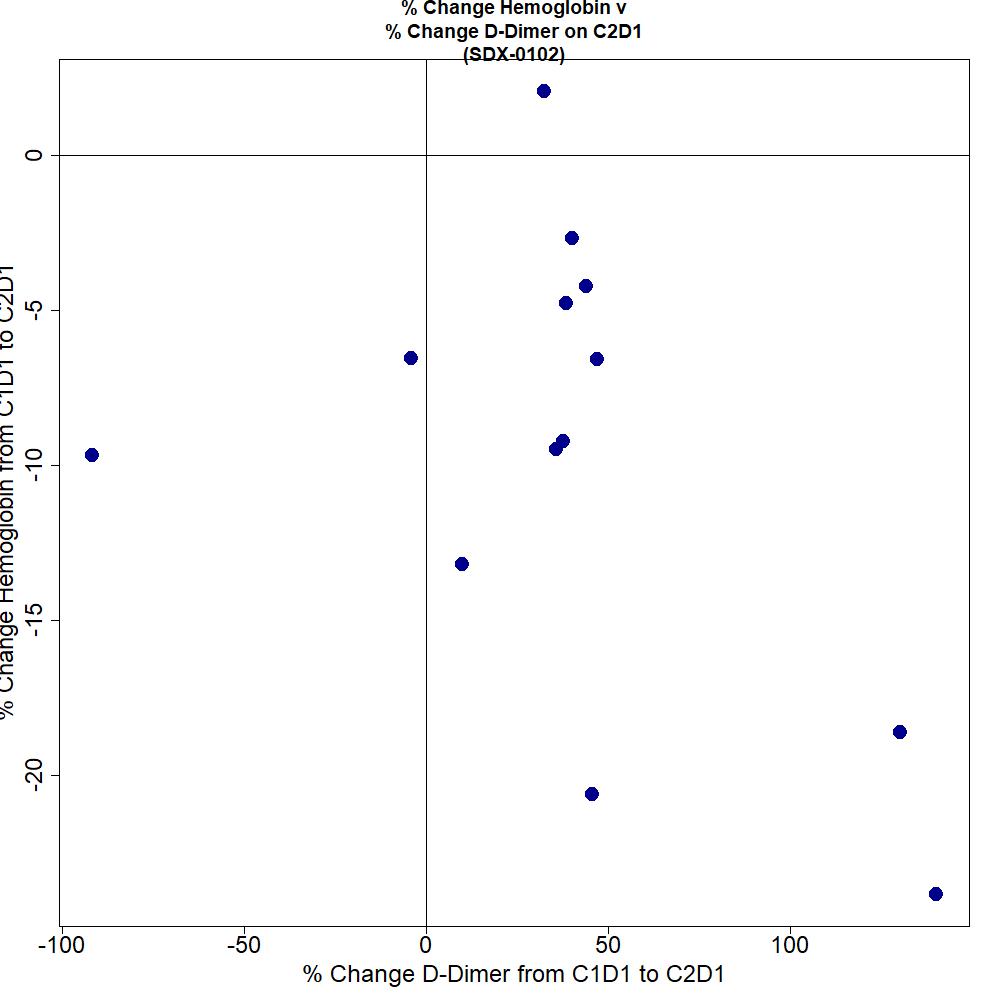 % Change Hemoglobin v
% Change D-Dimer on C2D1
(SDX-0102)
% Change Hemoglobin from C1D1 to C2D1
0
-5
-10
-15
-20
-100
-50
0
50
100
% Change D-Dimer from C1D1 to C2D1